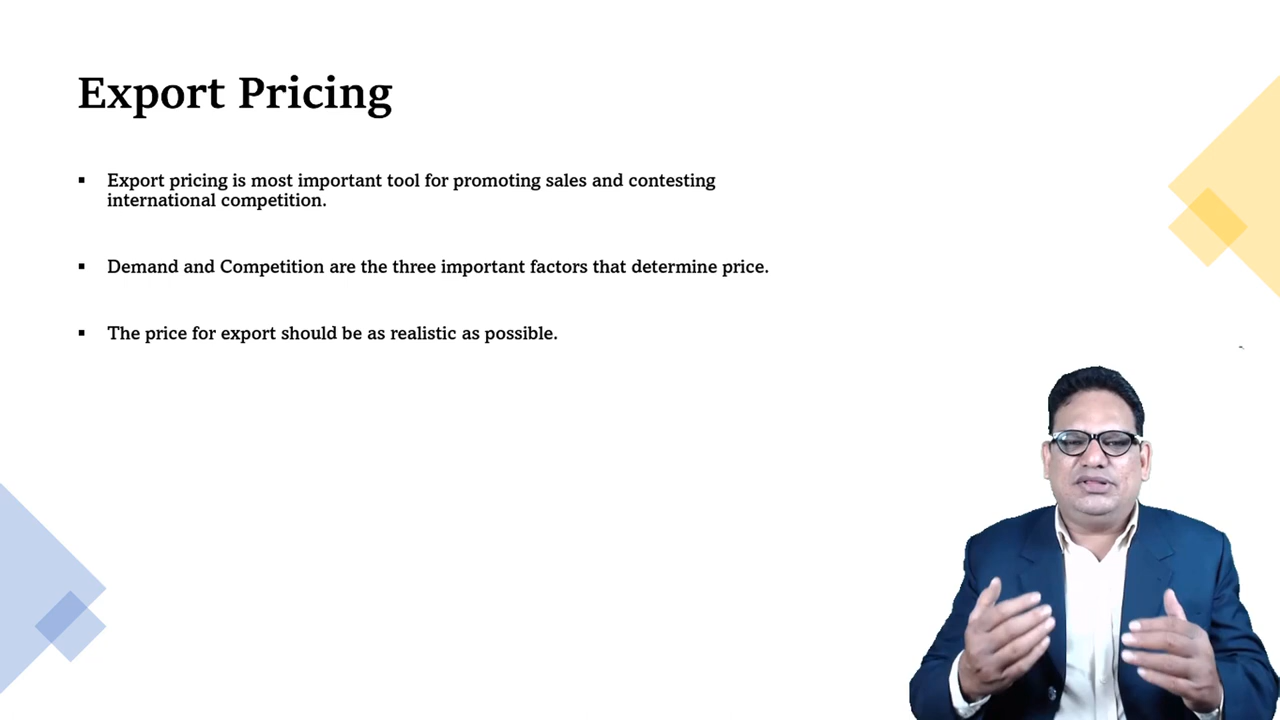 Export Pricing
▪ Export pricing is most important tool for promoting sales and contesting
international competition.
▪ Demand and Competition are the three important factors that determine price.
▪ The price for export should be as realistic as possible.